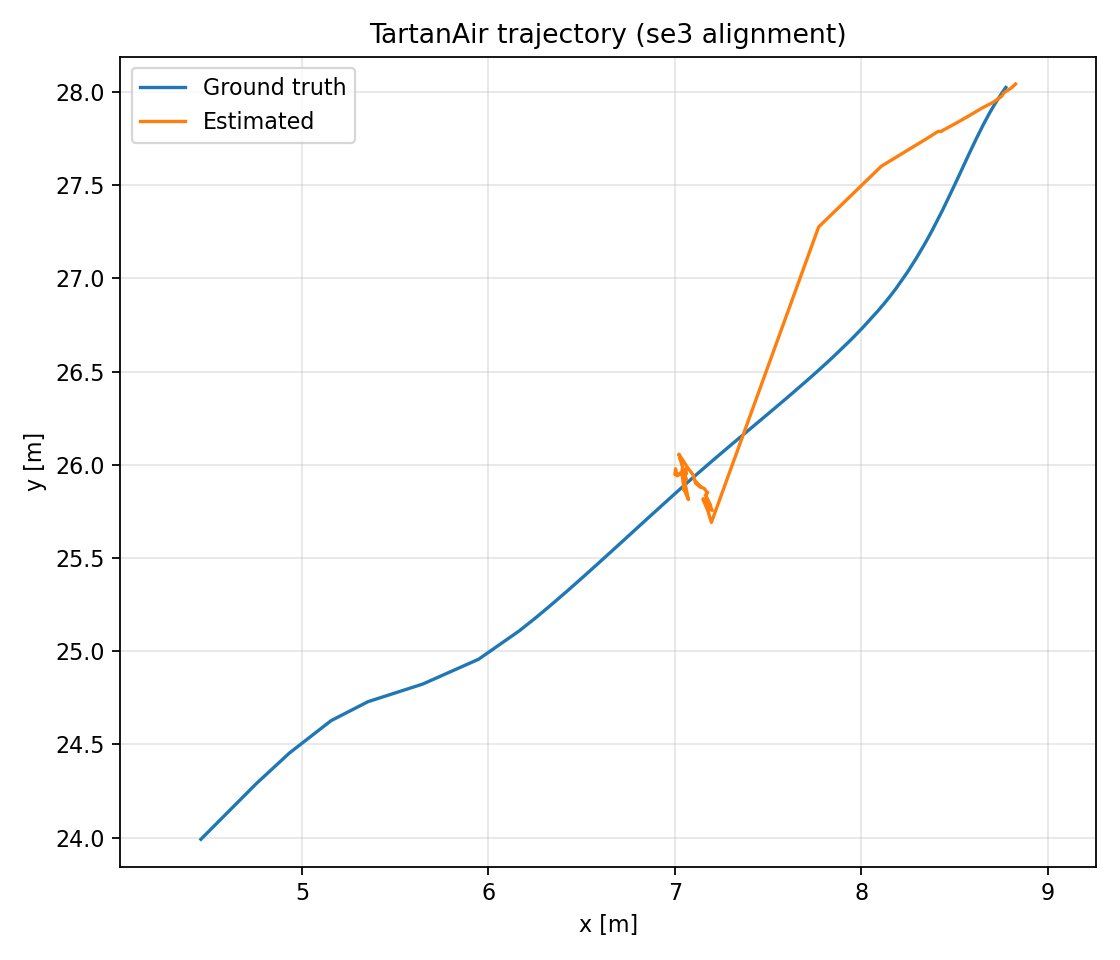 TartanAir trajectory (se3 alignment)
Ground truth
Estimated
28.0
27.5
27.0
26.5
26.0
25.5
25.0
24.5
24.0
y [m]
5 6 7 8 9
x [m]